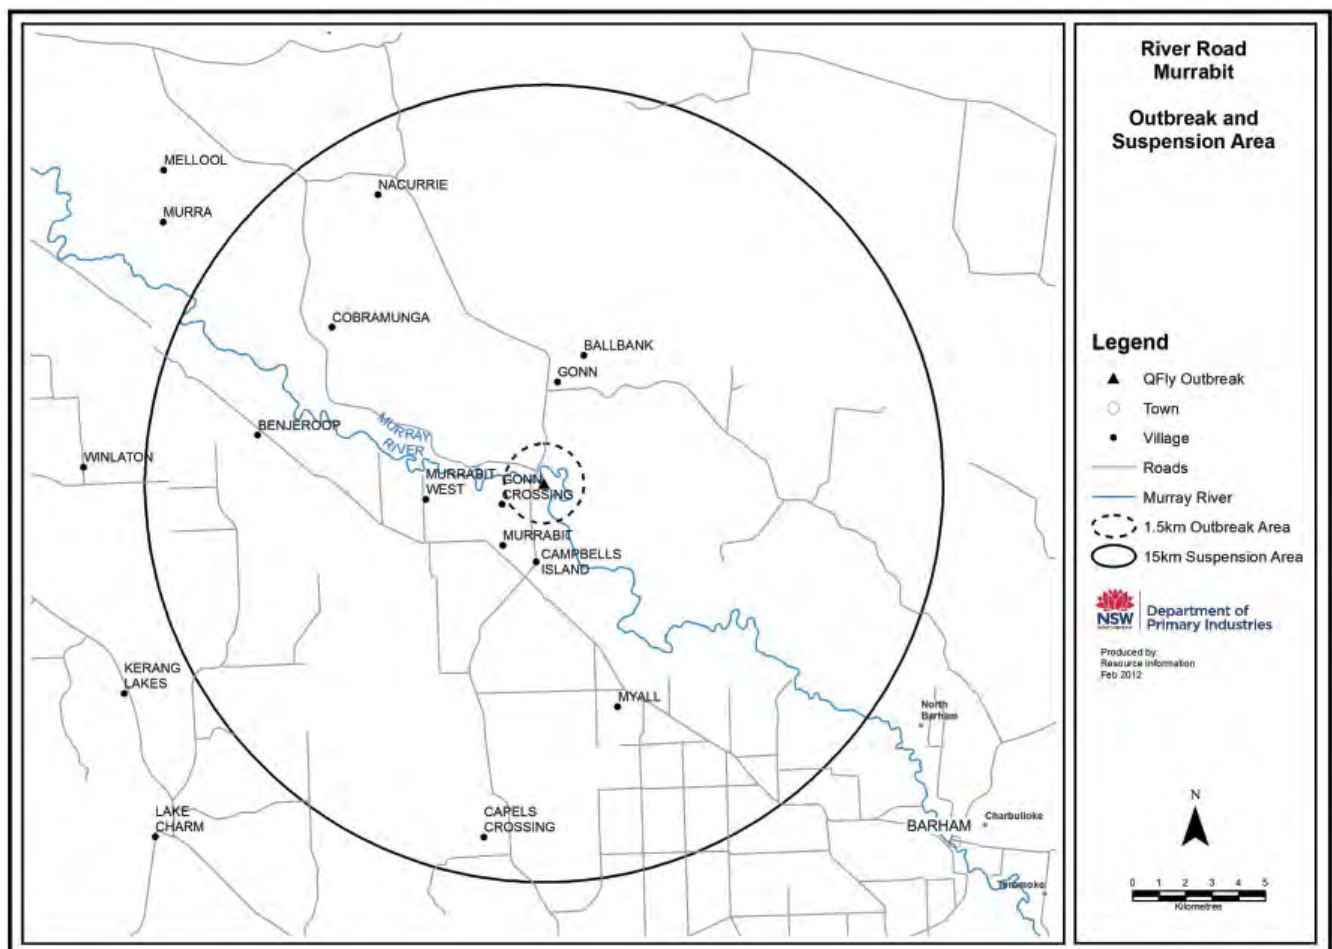 River Road
Murrabit
Outbreak and
Suspension Area
MELLOOL
NACURRIE
MURRA
COBRAMUNGA
BALLBANK
GONN
BENJEROOP
MURRAY
RIVER
WINLATON
MURRABIT
WEST
GONN
CROSSING
MURRABIT
CAMPBELLS
ISLAND
KERANG
LAKES
MYALL
North
Barham
LAKE
CHARM
CAPELS
CROSSING
BARHAM
Charbulloke
Legend
QFly Outbreak
Town
Village
Roads
Murray River
1.5km Outbreak Area
15km Suspension Area
NSW
Department of
Primary Industries
Produced by:
Resource Information
Feb 2012
N
0 1 2 3 4 5
Kilometres